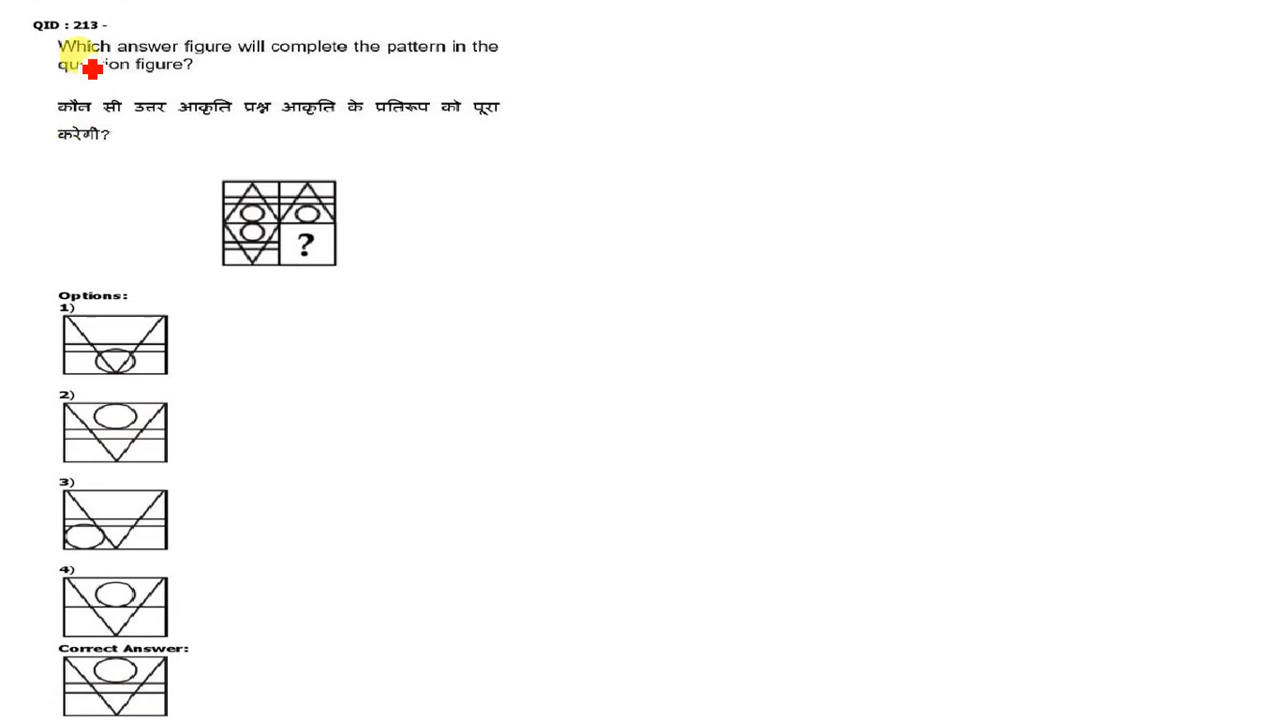 QID : 213 -
Which answer figure will complete the pattern in the
question figure?
कौन सी उत्तर आकृति प्रश्न आकृति के प्रतिरूप को पूरा
करेगी?
?
Options:
1)
2)
3)
4)
Correct Answer: